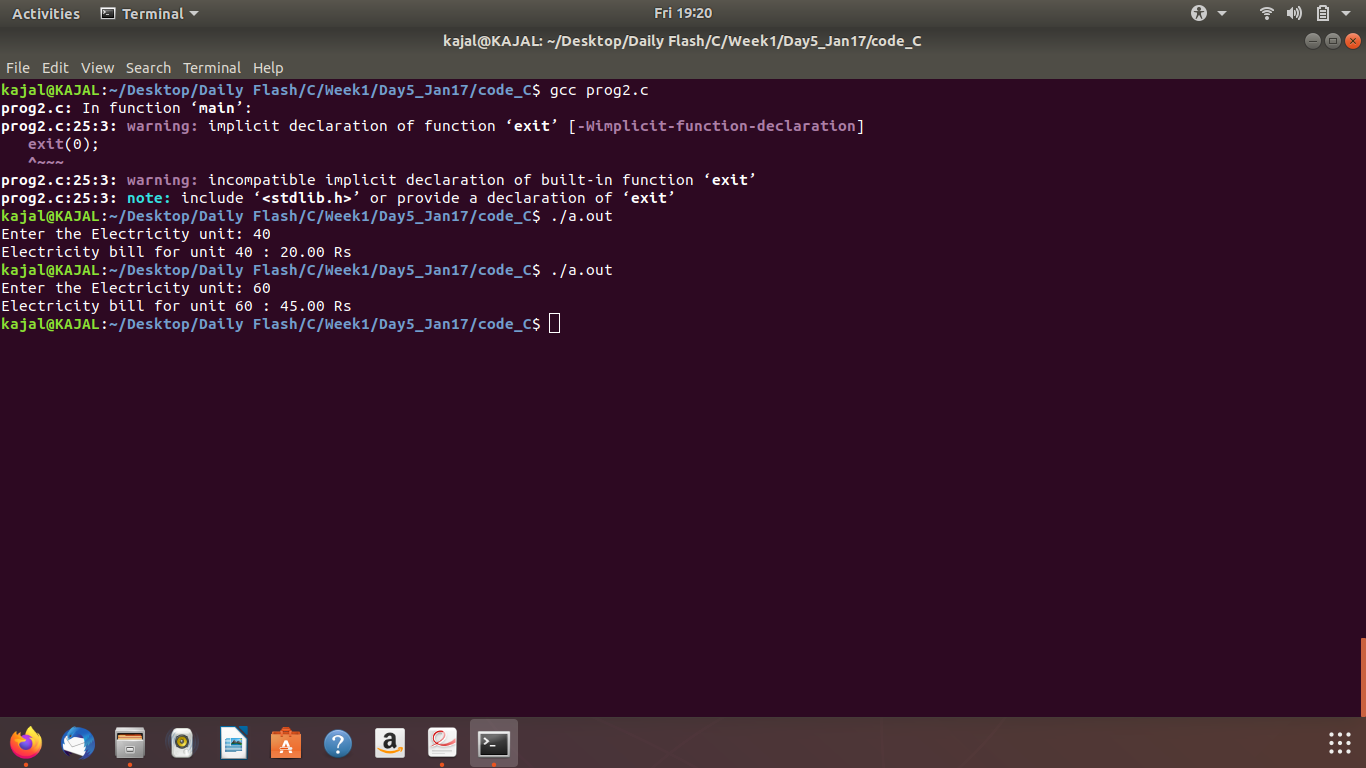 Activities Terminal Fri 19:20
kajal@KAJAL: ~/Desktop/Daily Flash/C/Week1/Day5_Jan17/code_C
File Edit View Search Terminal Help
kajal@KAJAL:~/Desktop/Daily Flash/C/Week1/Day5_Jan17/code_C$ gcc prog2.c
prog2.c: In function ‘main’:
prog2.c:25:3: warning: implicit declaration of function ‘exit’ [-Wimplicit-function-declaration]
   exit(0);
   ^~~~
prog2.c:25:3: warning: incompatible implicit declaration of built-in function ‘exit’
prog2.c:25:3: note: include ‘<stdlib.h>’ or provide a declaration of ‘exit’
kajal@KAJAL:~/Desktop/Daily Flash/C/Week1/Day5_Jan17/code_C$ ./a.out
Enter the Electricity unit: 40
Electricity bill for unit 40 : 20.00 Rs
kajal@KAJAL:~/Desktop/Daily Flash/C/Week1/Day5_Jan17/code_C$ ./a.out
Enter the Electricity unit: 60
Electricity bill for unit 60 : 45.00 Rs
kajal@KAJAL:~/Desktop/Daily Flash/C/Week1/Day5_Jan17/code_C$